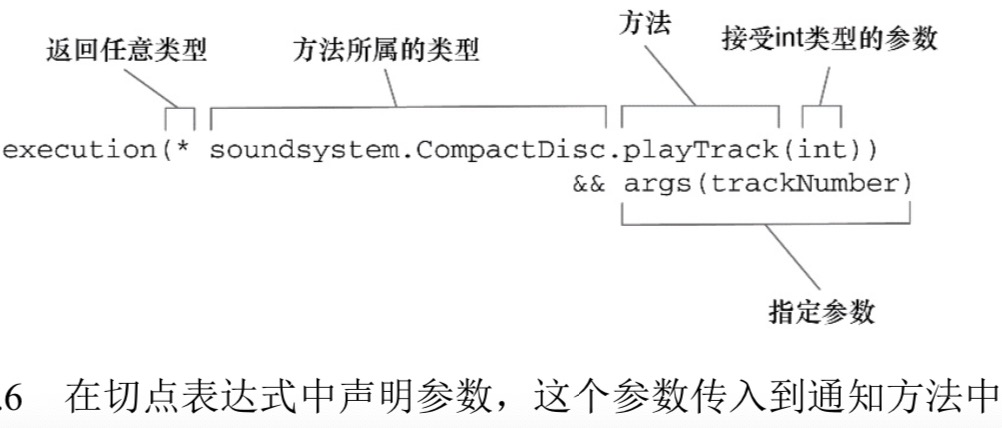 返回任意类型 方法所属的类型 方法 接受int类型的参数
execution(* soundsystem.CompactDisc.playTrack(int))
&& args(trackNumber)
指定参数
.6 在切点表达式中声明参数，这个参数传入到通知方法中